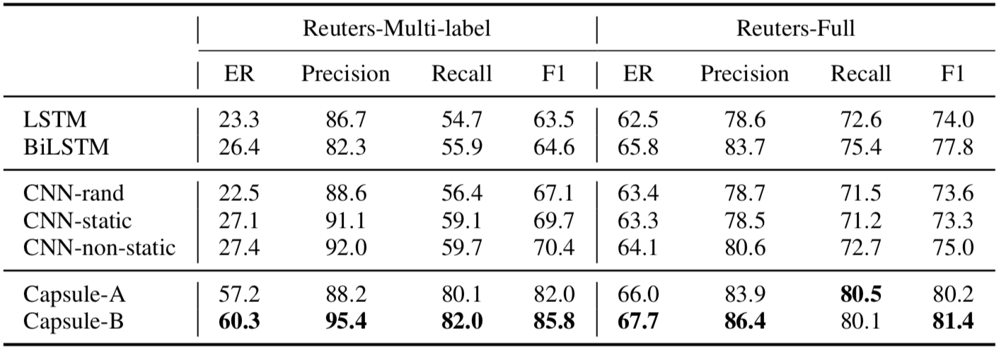 Reuters-Multi-label Reuters-Full
ER Precision Recall F1 ER Precision Recall F1
LSTM 23.3 86.7 54.7 63.5 62.5 78.6 72.6 74.0
BiLSTM 26.4 82.3 55.9 64.6 65.8 83.7 75.4 77.8
CNN-rand 22.5 88.6 56.4 67.1 63.4 78.7 71.5 73.6
CNN-static 27.1 91.1 59.1 69.7 63.3 78.5 71.2 73.3
CNN-non-static 27.4 92.0 59.7 70.4 64.1 80.6 72.7 75.0
Capsule-A 57.2 88.2 80.1 82.0 66.0 83.9 80.5 80.2
Capsule-B 60.3 95.4 82.0 85.8 67.7 86.4 80.1 81.4